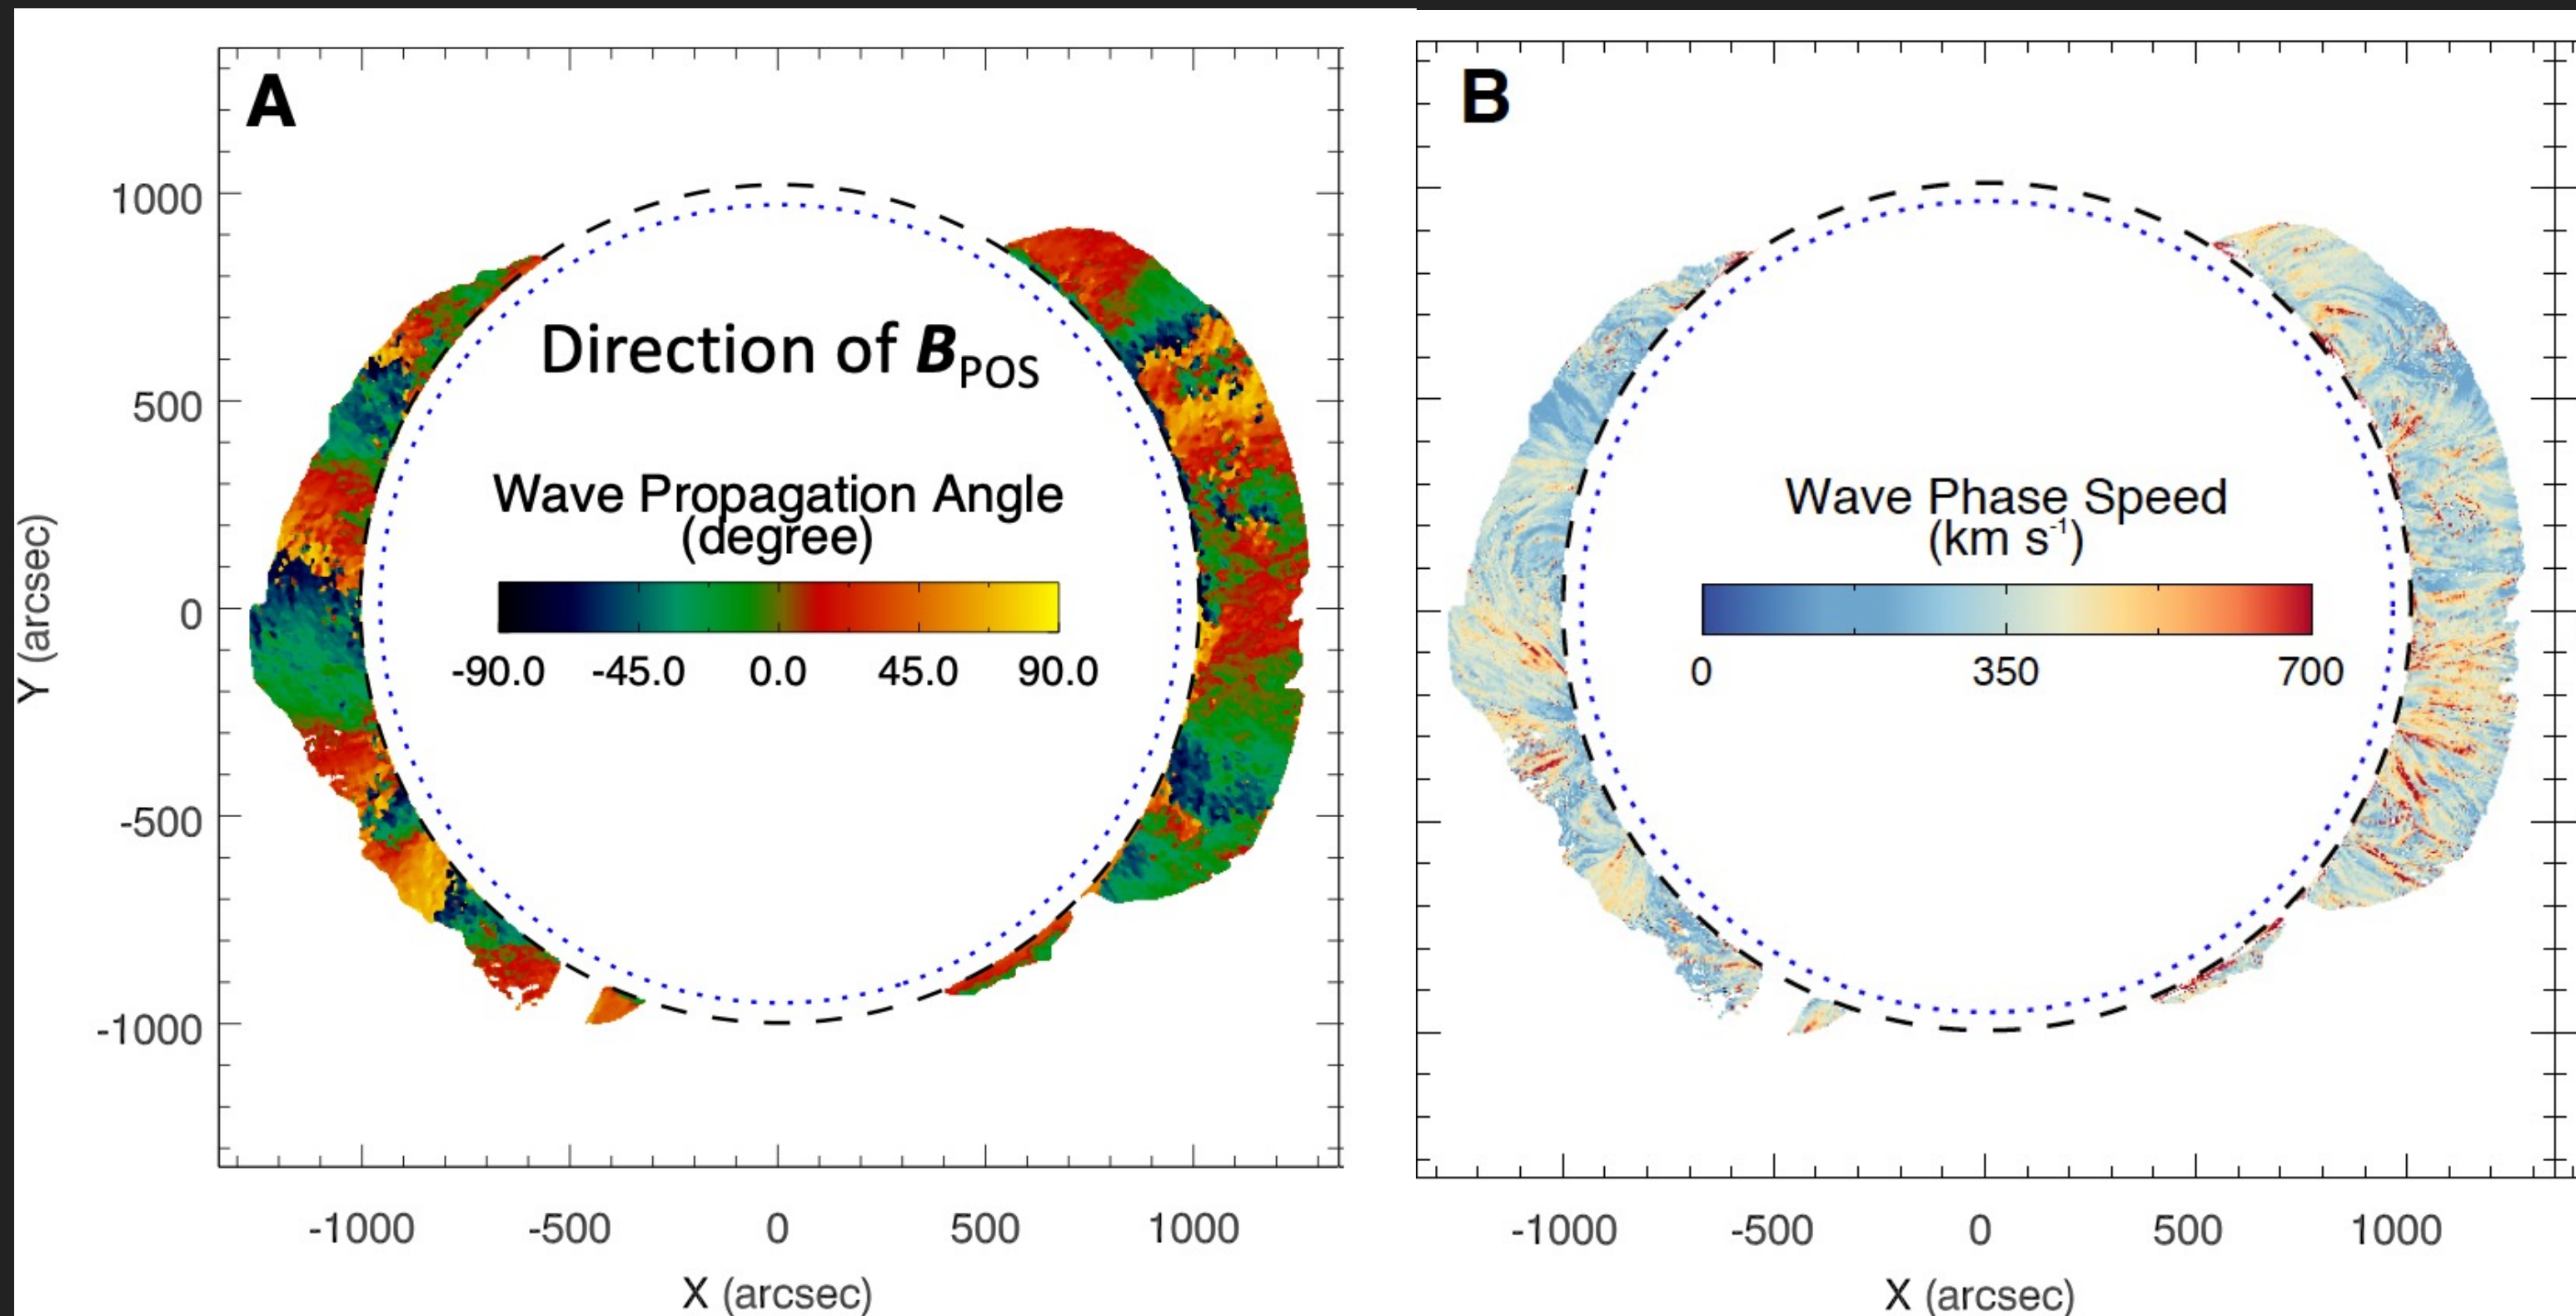 A
Direction of B POS
Wave Propagation Angle
(degree)
-90.0 -45.0 0.0 45.0 90.0
1000
500
0
-500
-1000
Y (arcsec)
-1000 -500 0 500 1000
X (arcsec)
B
Wave Phase Speed
(km s-1)
0 350 700
-1000 -500 0 500 1000
X (arcsec)